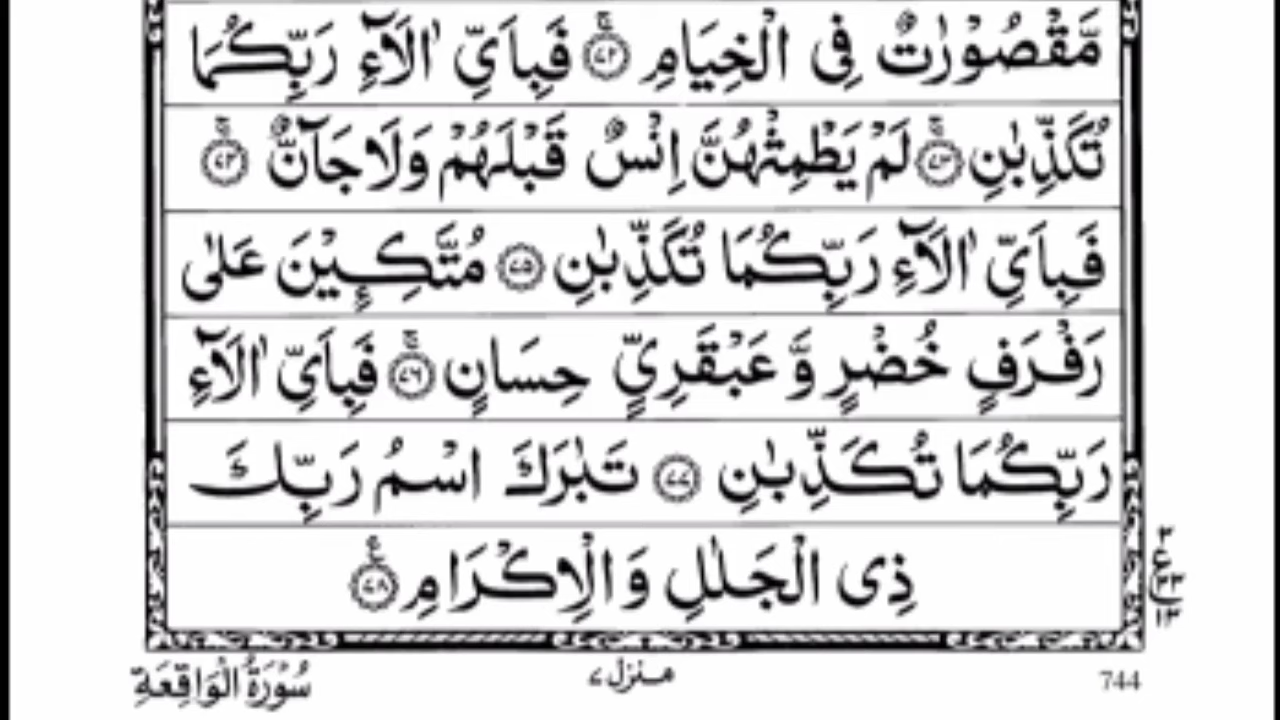 مَّقْصُوْرٰتٌ فِى الْخِيَامِ ۚ﴿۷۲﴾ فَبِاَيِّ اٰلَآءِ رَبِّكُمَا
تُكَذِّبٰنِ ۚ﴿۷۳﴾ لَمْ يَطْمِثْهُنَّ اِنْسٌ قَبْلَهُمْ وَلَا جَآنٌّ ۚ﴿۷۴﴾
فَبِاَيِّ اٰلَآءِ رَبِّكُمَا تُكَذِّبٰنِ ﴿۷۵﴾ مُتَّكِـِٕيْنَ عَلٰى
رَفْرَفٍ خُضْرٍ وَّ عَبْقَرِيٍّ حِسَانٍ ۚ﴿۷۶﴾ فَبِاَيِّ اٰلَآءِ
رَبِّكُمَا تُكَذِّبٰنِ ﴿۷۷﴾ تَبٰرَكَ اسْمُ رَبِّكَ
ذِى الْجَلٰلِ وَ الْاِكْرَامِ ﴿۷۸﴾ۧ
سُوْرَةُ الْوَاقِعَةِ منزل ۷ 744